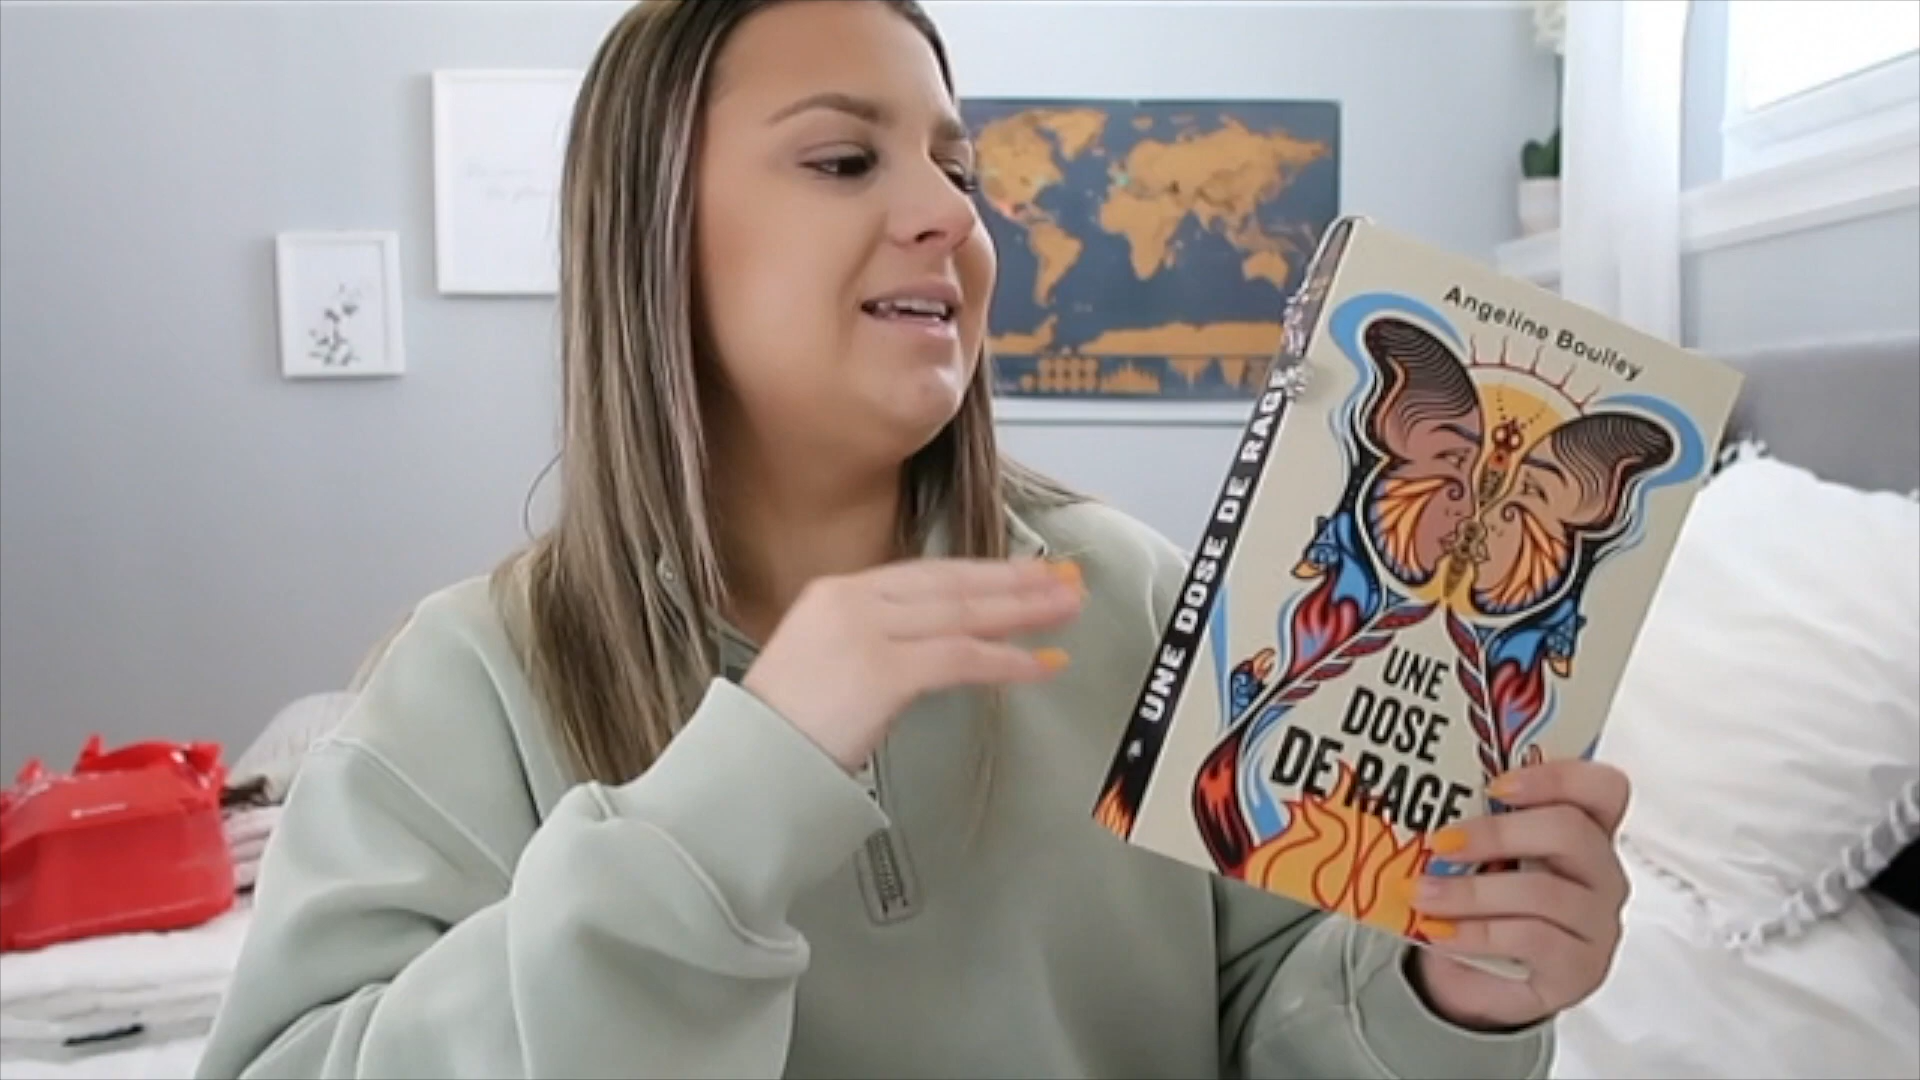 Angeline Boulley
UNE
DOSE
DE RAGE
UNE DOSE DE RAGE